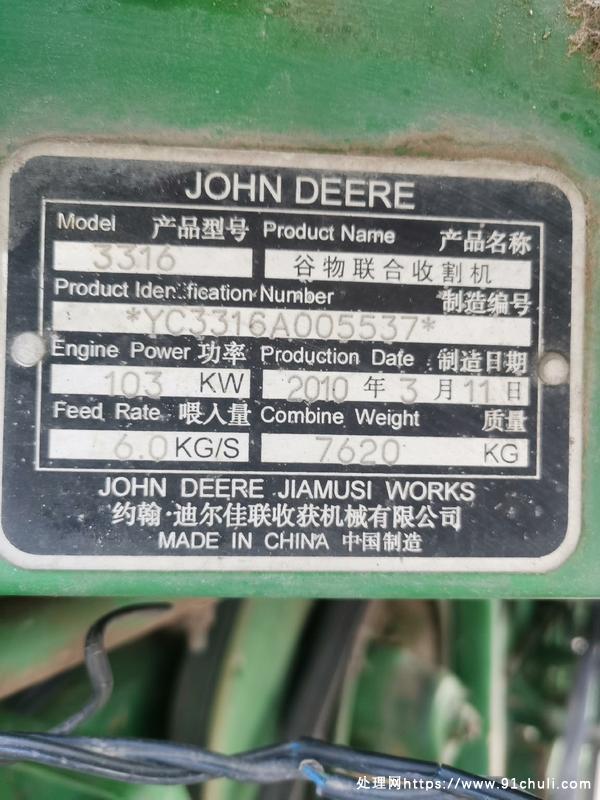 JOHN DEERE
Model 产品型号 Product Name 产品名称
3316 谷物联合收割机
Product Identification Number 制造编号
*YC3316A005537*
Engine Power 功率 Production Date 制造日期
103 KW 2010 年 3 月 11 日
Feed Rate 喂入量 Combine Weight 质量
6.0 KG/S 7620 KG
JOHN DEERE JIAMUSI WORKS
约翰·迪尔佳联收获机械有限公司
MADE IN CHINA 中国制造
处理网https://www.91chuli.com